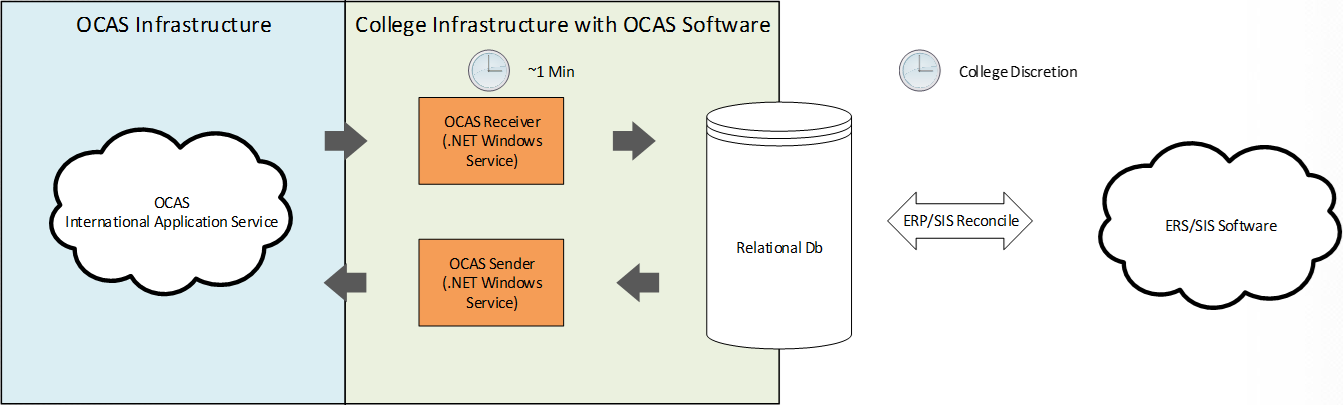 OCAS Infrastructure
College Infrastructure with OCAS Software
~1 Min
College Discretion
OCAS Receiver
(.NET Windows
Service)
OCAS
International Application Service
OCAS Sender
(.NET Windows
Service)
Relational Db
ERP/SIS Reconcile
ERS/SIS Software